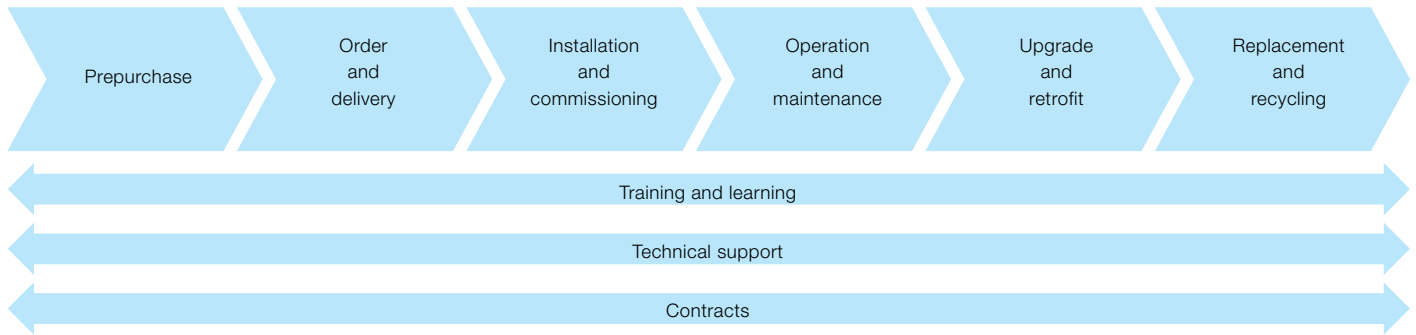 Prepurchase
Order
and
delivery
Installation
and
commissioning
Operation
and
maintenance
Upgrade
and
retrofit
Replacement
and
recycling
Training and learning
Technical support
Contracts